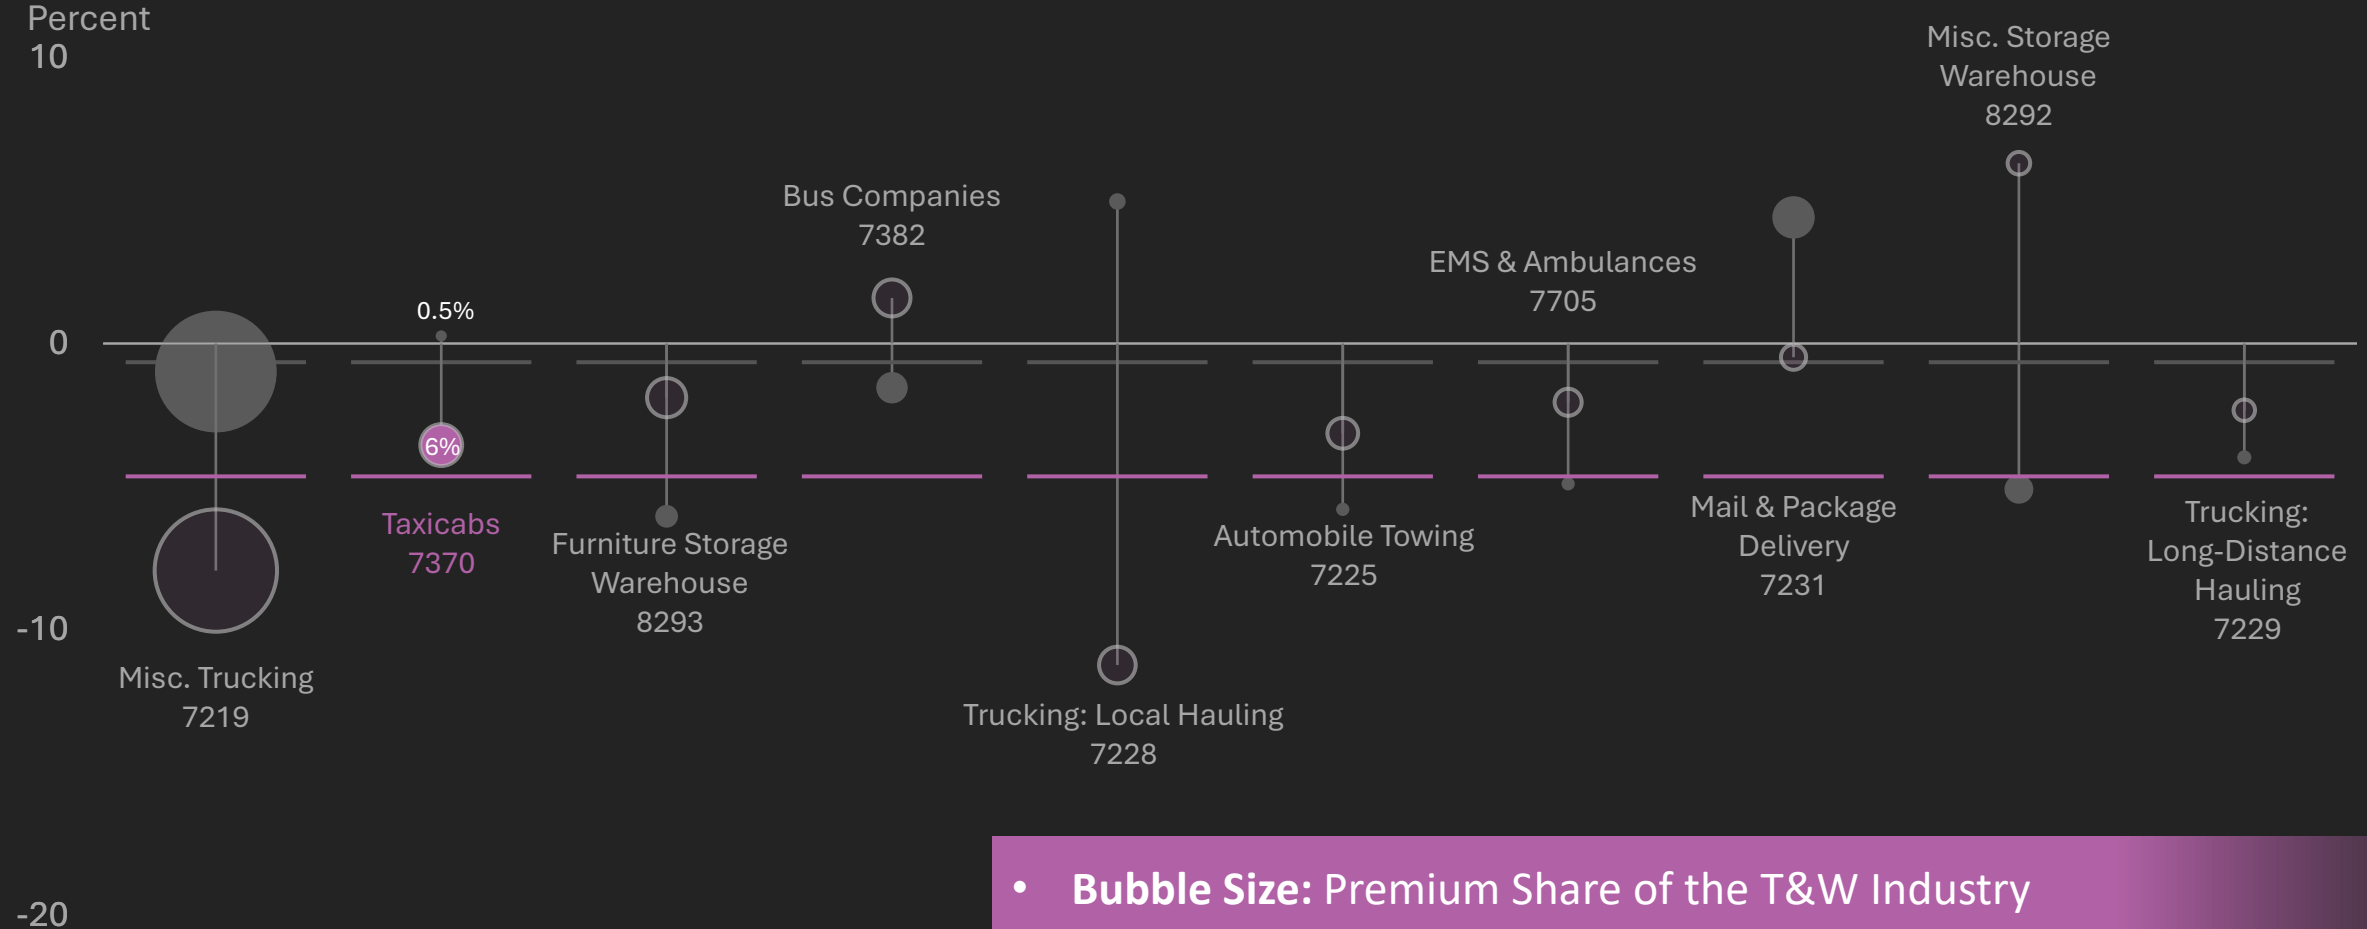 Percent
10
0
-10
-20
Misc. Trucking
7219
0.5%
6%
Taxicabs
7370
Furniture Storage
Warehouse
8293
Bus Companies
7382
Trucking: Local Hauling
7228
Automobile Towing
7225
EMS & Ambulances
7705
Mail & Package
Delivery
7231
Misc. Storage
Warehouse
8292
Trucking:
Long-Distance
Hauling
7229
• Bubble Size: Premium Share of the T&W Industry